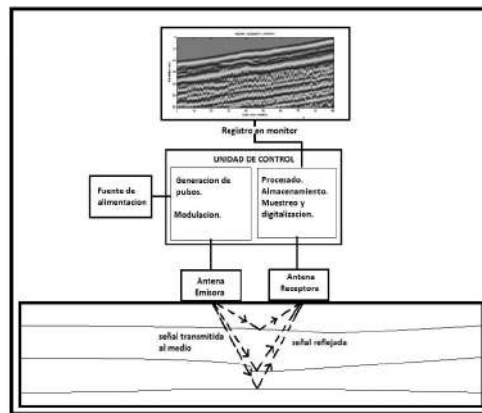 Registro en monitor
UNIDAD DE CONTROL
Fuente de
alimentacion
Generacion de
pulsos.
Modulacion.
Procesado.
Almacenamiento.
Muestreo y
digitalizacion.
Antena
Emisora
Antena
Receptora
señal transmitida
al medio
señal reflejada